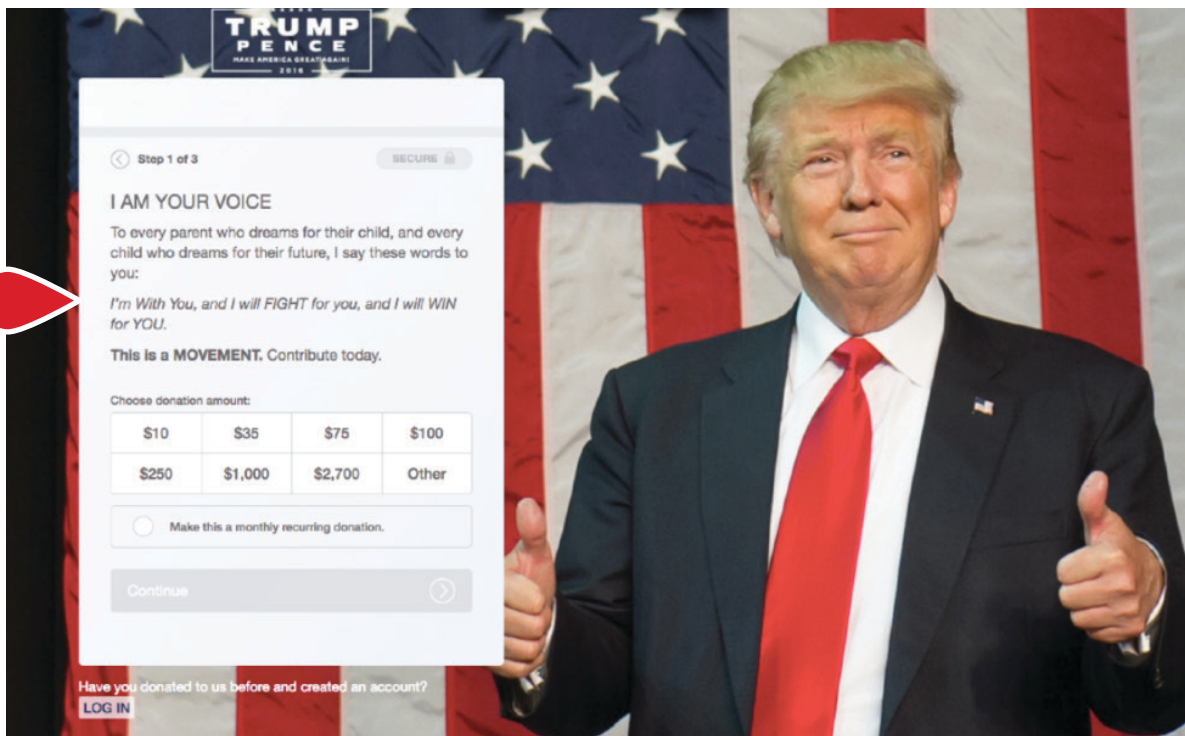 TRUMP
PENCE
MAKE AMERICA GREAT AGAIN!
2016
Step 1 of 3
SECURE
I AM YOUR VOICE
To every parent who dreams for their child, and every
child who dreams for their future, I say these words to
you:
I'm With You, and I will FIGHT for you, and I will WIN
for YOU.
This is a MOVEMENT. Contribute today.
Choose donation amount:
$10 $35 $75 $100
$250 $1,000 $2,700 Other
Make this a monthly recurring donation.
Continue
Have you donated to us before and created an account?
LOG IN